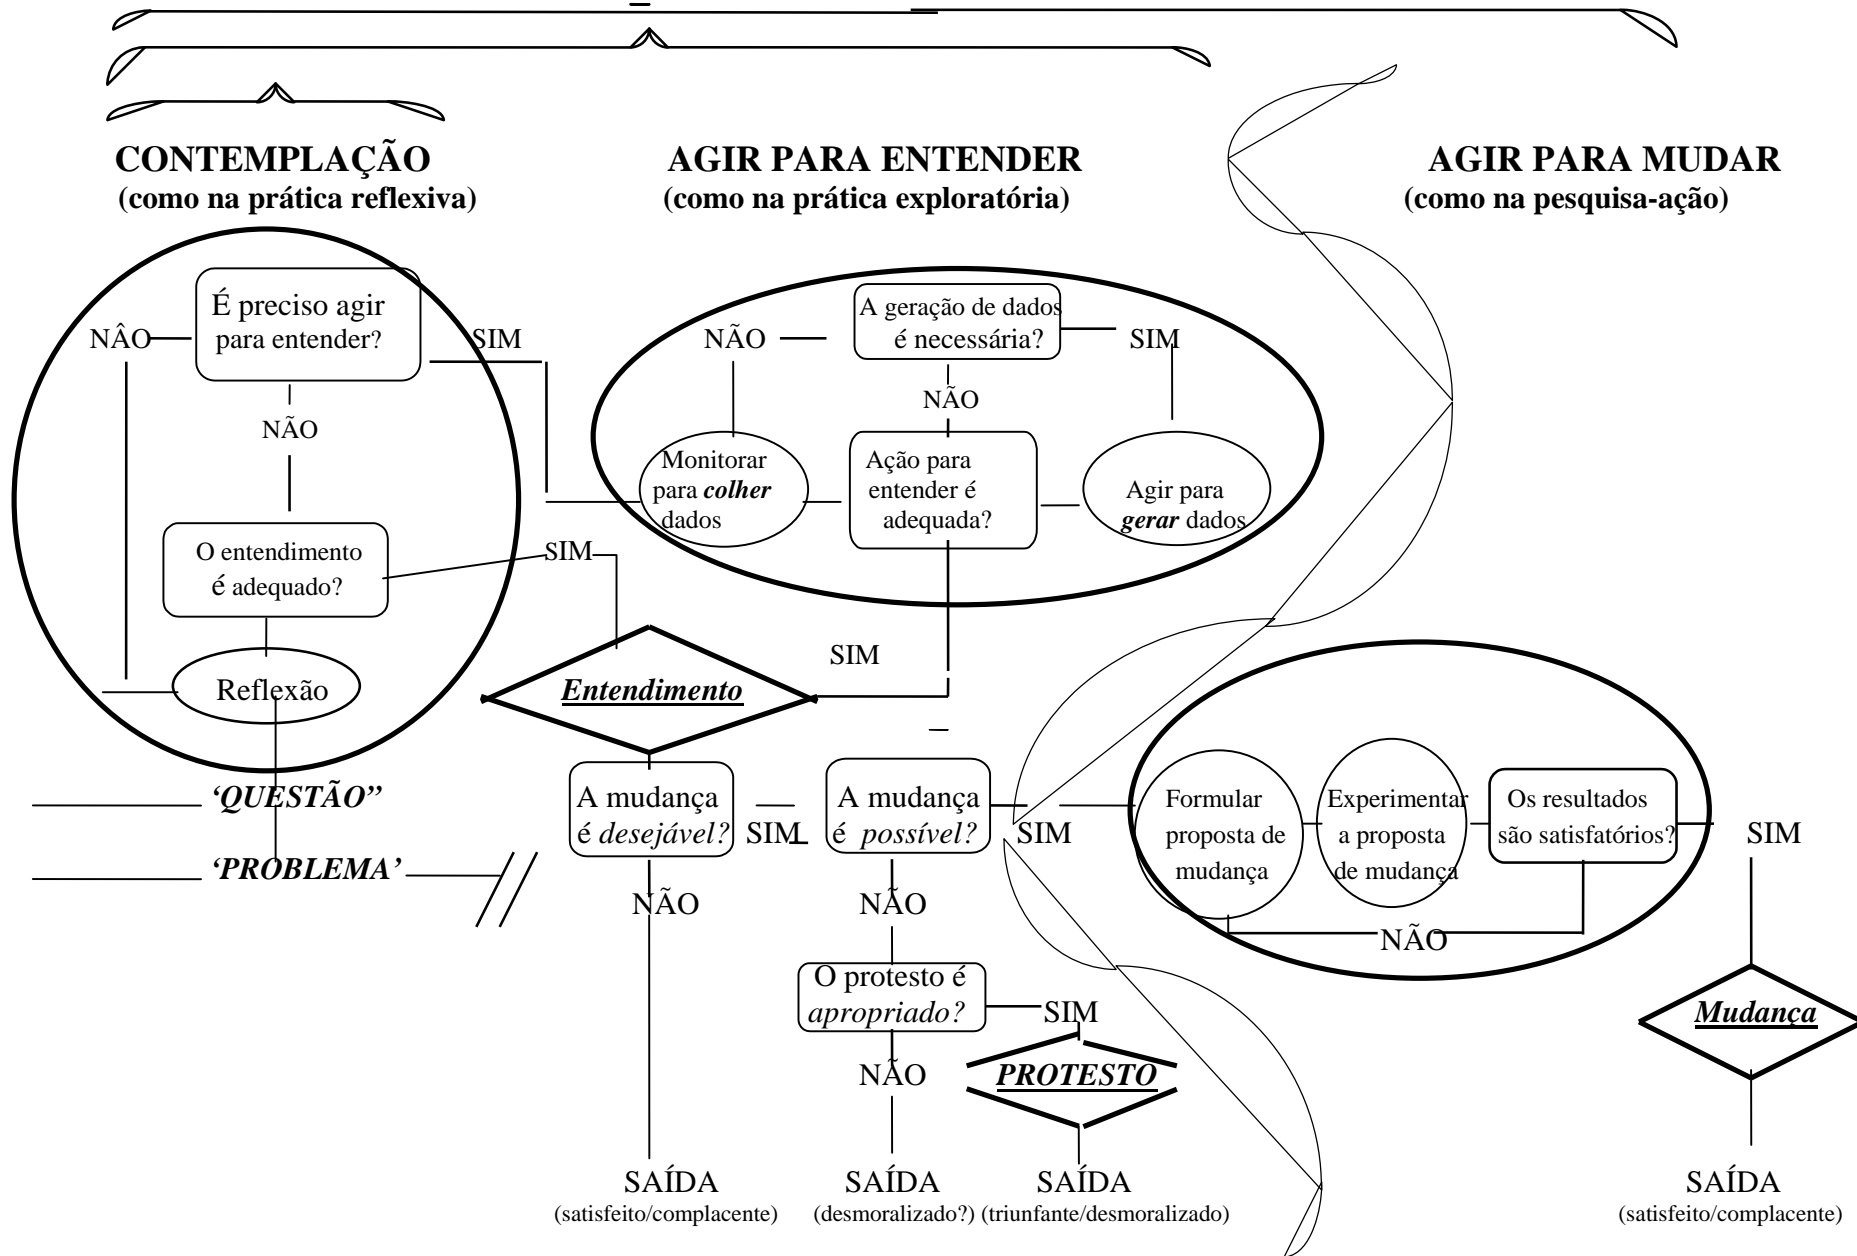 CONTEMPLAÇÃO
(como na prática reflexiva)
AGIR PARA ENTENDER
(como na prática exploratória)
AGIR PARA MUDAR
(como na pesquisa-ação)
É preciso agir
para entender?
NÂO
SIM
NÃO
O entendimento
é adequado?
SIM
Reflexão
‘QUESTÃO’’
‘PROBLEMA’
A geração de dados
é necessária?
NÃO
SIM
NÃO
Monitorar
para colher
dados
Ação para
entender é
adequada?
Agir para
gerar dados
SIM
Entendimento
A mudança
é desejável?
SIM
NÃO
A mudança
é possível?
SIM
NÃO
O protesto é
apropriado?
SIM
NÃO
PROTESTO
Formular
proposta de
mudança
Experimentar
a proposta
de mudança
Os resultados
são satisfatórios?
SIM
NÃO
Mudança
SAÍDA
(satisfeito/complacente)
SAÍDA
(desmoralizado?)
SAÍDA
(triunfante/desmoralizado)
SAÍDA
(satisfeito/complacente)